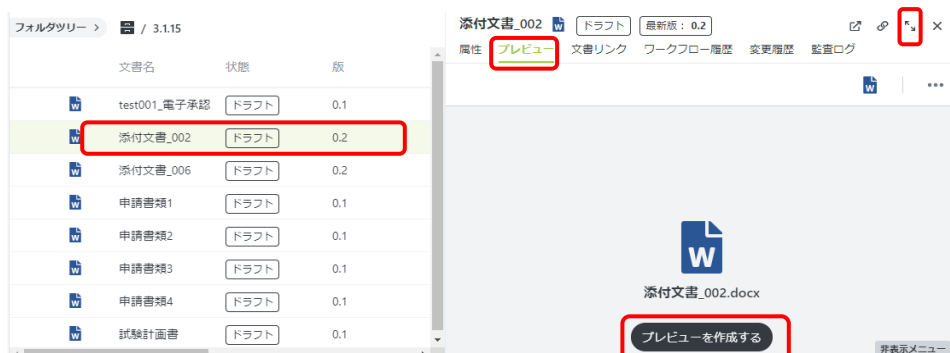 フォルダツリー > / 3.1.15
文書名 状態 版
test001_電子承認 ドラフト 0.1
添付文書_002 ドラフト 0.2
添付文書_006 ドラフト 0.2
申請書類1 ドラフト 0.1
申請書類2 ドラフト 0.1
申請書類3 ドラフト 0.1
申請書類4 ドラフト 0.1
試験計画書 ドラフト 0.1
添付文書_002 ドラフト 最新版： 0.2
属性 プレビュー 文書リンク ワークフロー履歴 変更履歴 監査ログ
W
添付文書_002.docx
プレビューを作成する
非表示メニュー